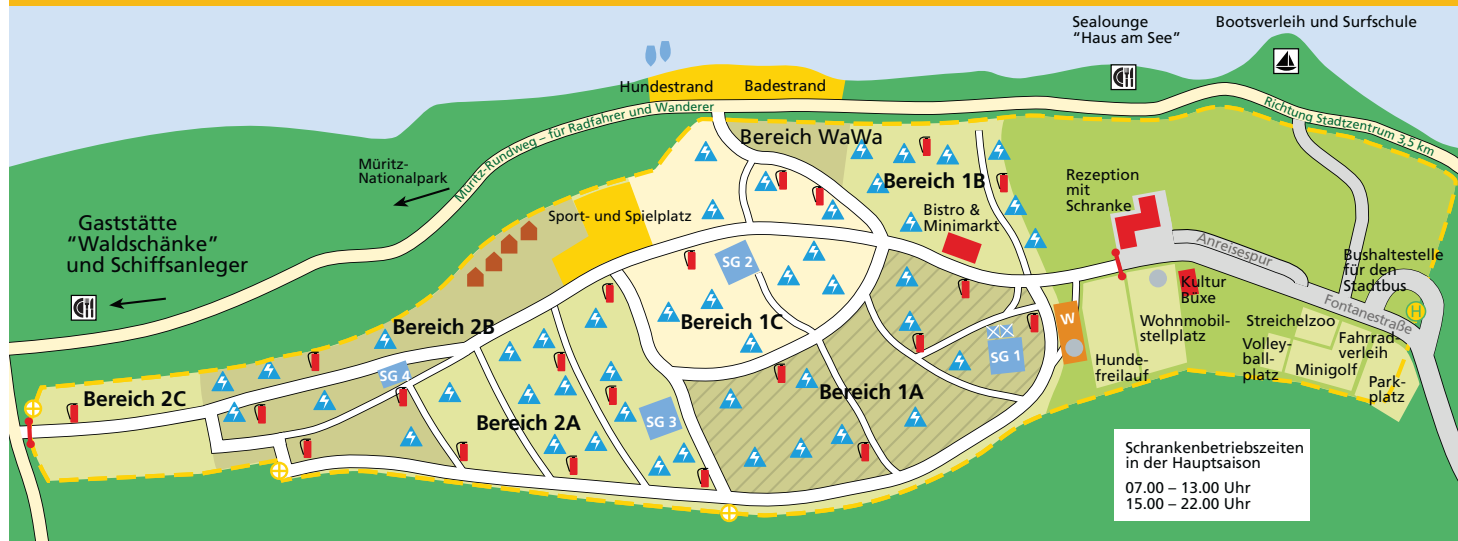 Sealounge
"Haus am See"
Bootsverleih und Surfschule
Hundestrand
Badestrand
Müritz-Rundweg – für Radfahrer und Wanderer
Richtung Stadtzentrum 3,5 km
Bereich WaWa
Müritz-
Nationalpark
Bereich 1B
Rezeption
mit
Schranke
Gaststätte
"Waldschänke"
und Schiffsanleger
Sport- und Spielplatz
Bistro &
Minimarkt
Anreisespur
Bushaltestelle
für den
Stadtbus
SG 2
Kultur
Büxe
Fontanestraße
H
Bereich 2B
Bereich 1C
W
Wohnmobil-
stellplatz
Streichelzoo
Volley-
ball-
platz
Fahrrad-
verleih
Minigolf
SG 1
Hunde-
freilauf
SG 4
Bereich 2C
Bereich 1A
Park-
platz
Bereich 2A
SG 3
Schrankenbetriebszeiten
in der Hauptsaison
07.00 – 13.00 Uhr
15.00 – 22.00 Uhr